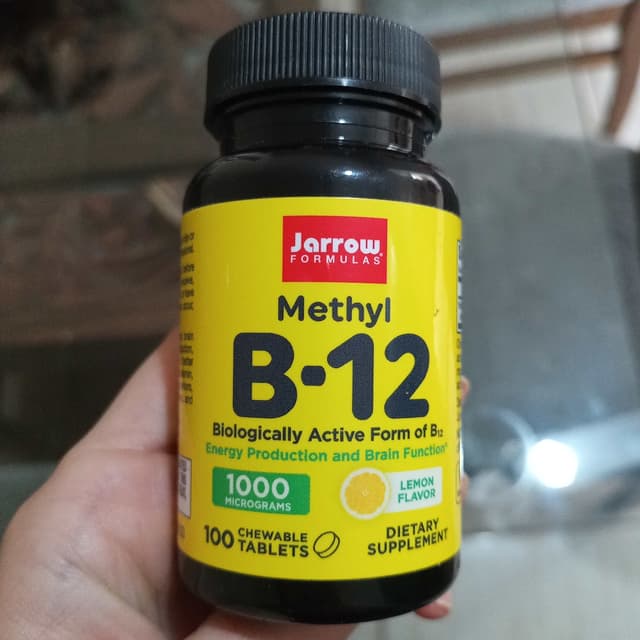 Jarrow
FORMULAS®
Methyl
B-12
Biologically Active Form of B12
Energy Production and Brain Function*
1000
MICROGRAMS
LEMON
FLAVOR
100 CHEWABLE
TABLETS
DIETARY
SUPPLEMENT